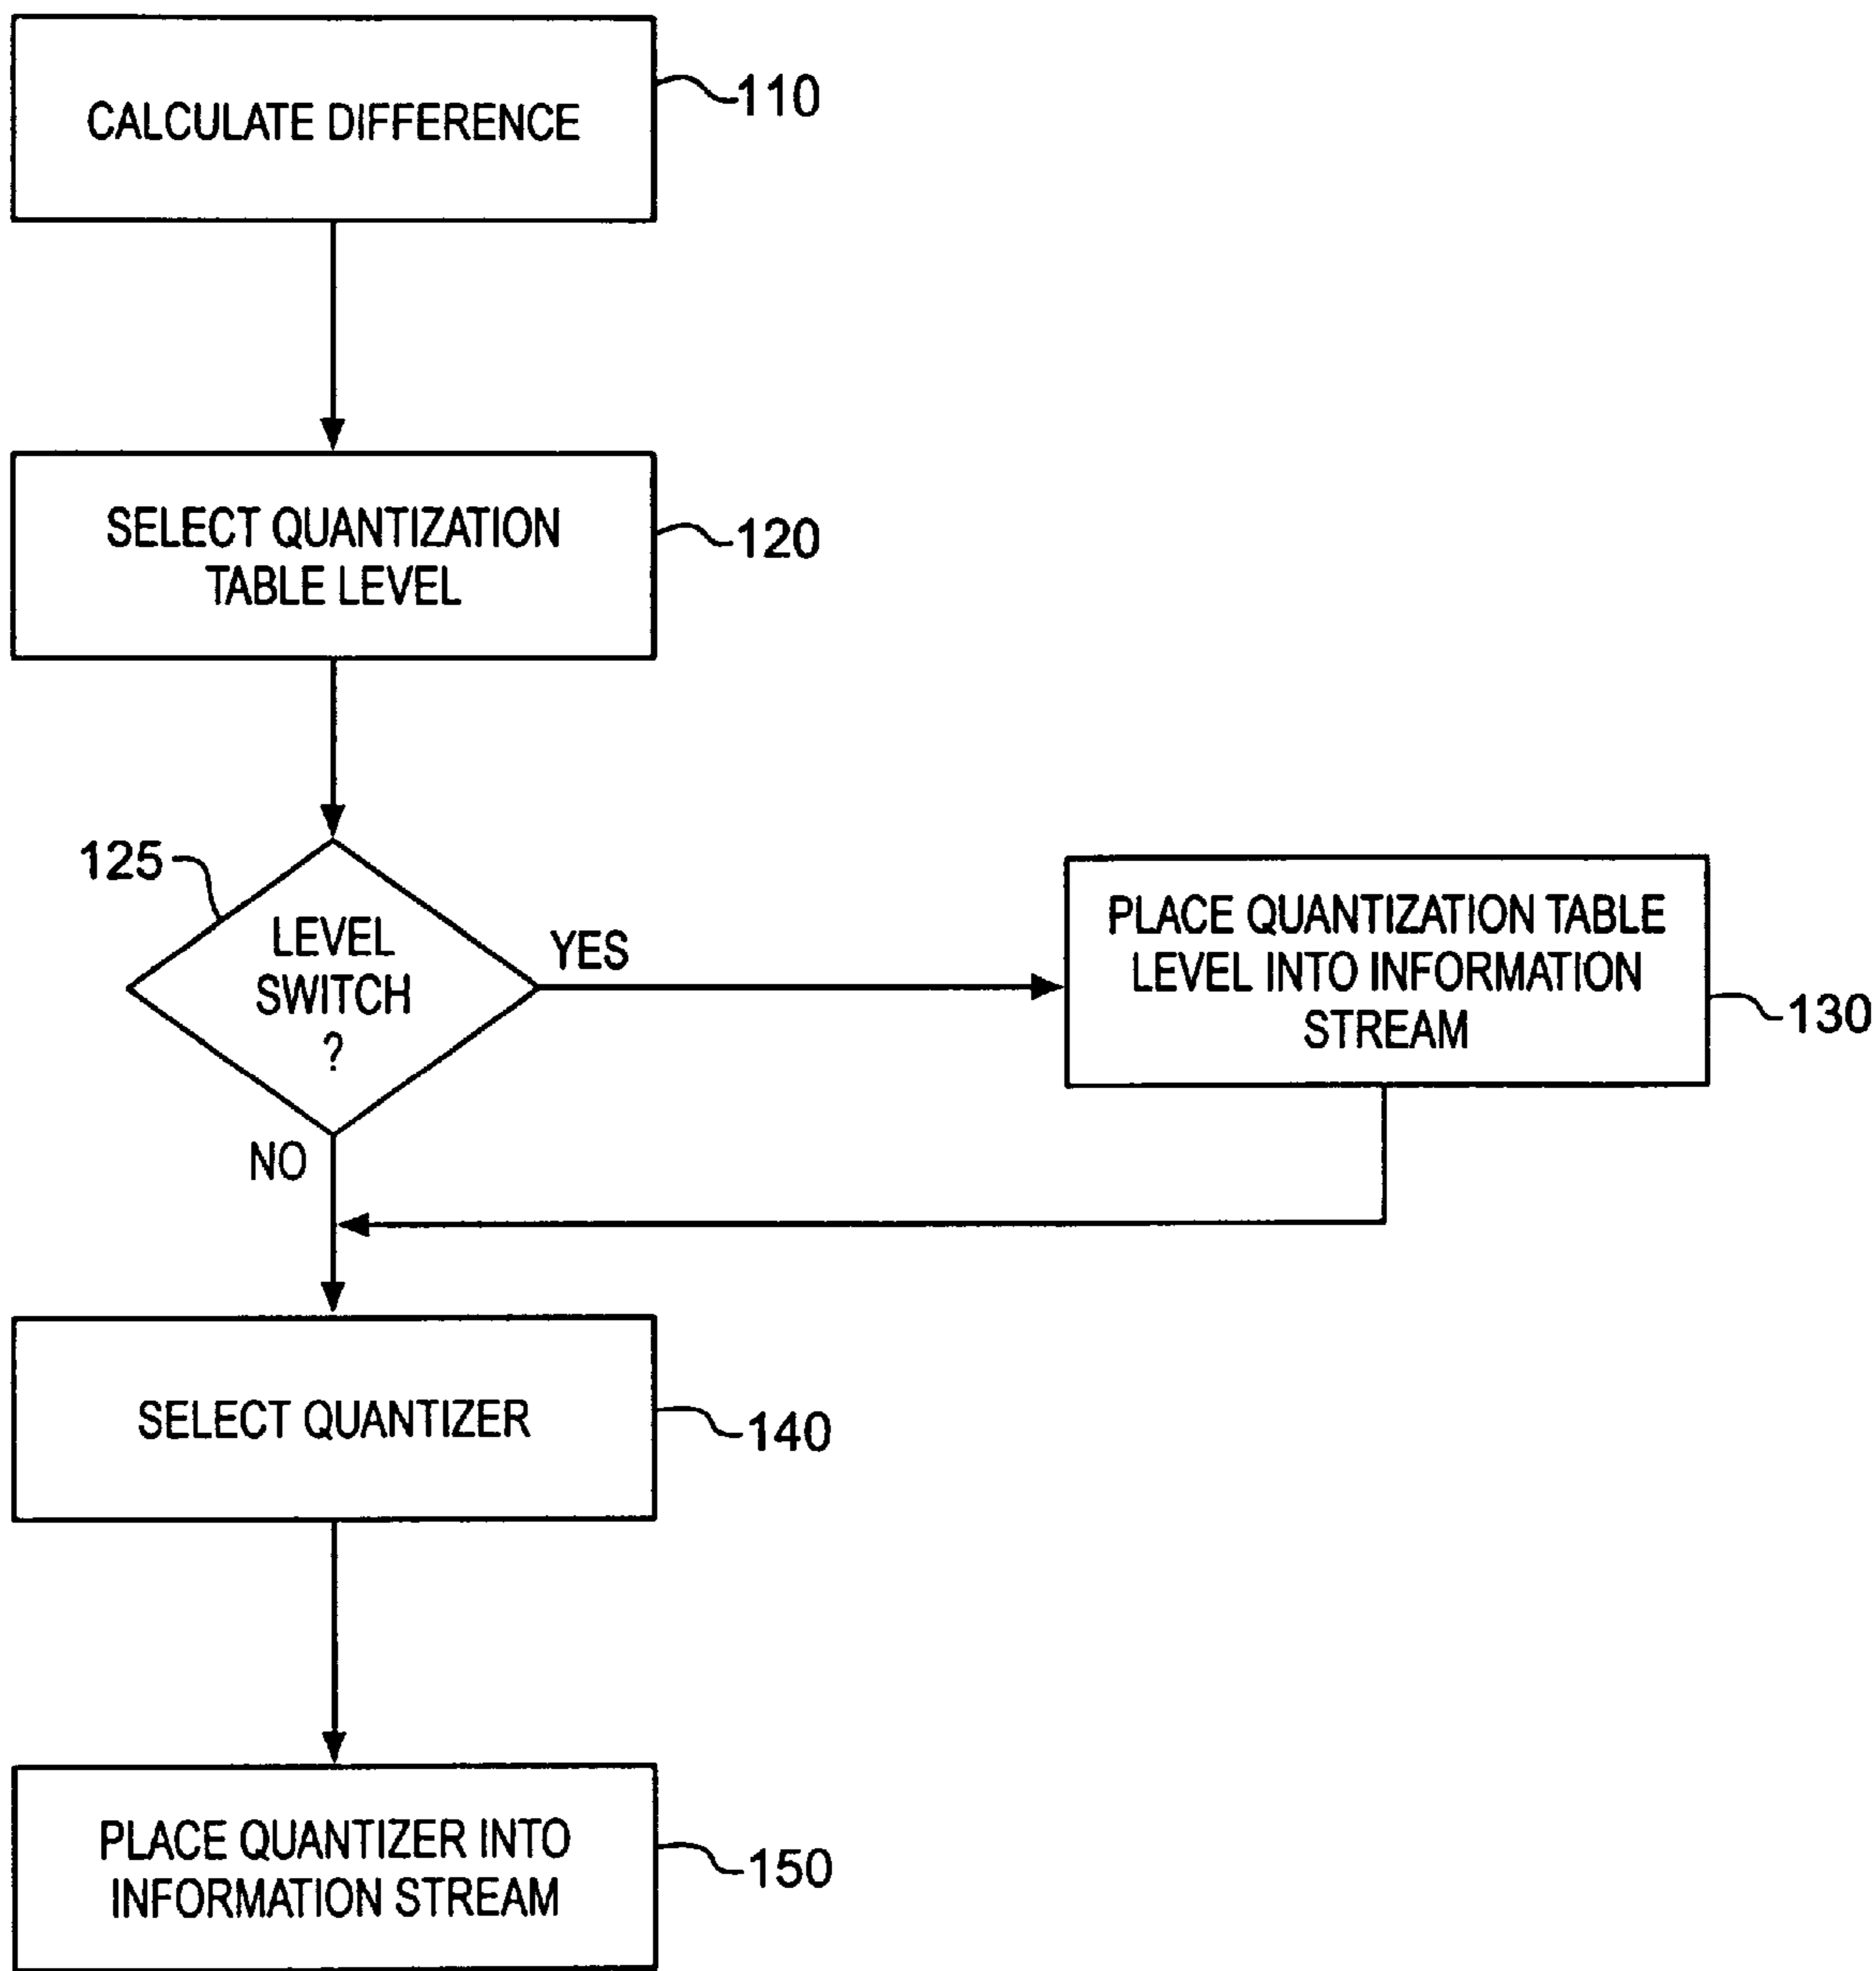 CALCULATE DIFFERENCE
110
SELECT QUANTIZATION
TABLE LEVEL
120
125
LEVEL
SWITCH
?
YES
NO
PLACE QUANTIZATION TABLE
LEVEL INTO INFORMATION
STREAM
130
SELECT QUANTIZER
140
PLACE QUANTIZER INTO
INFORMATION STREAM
150